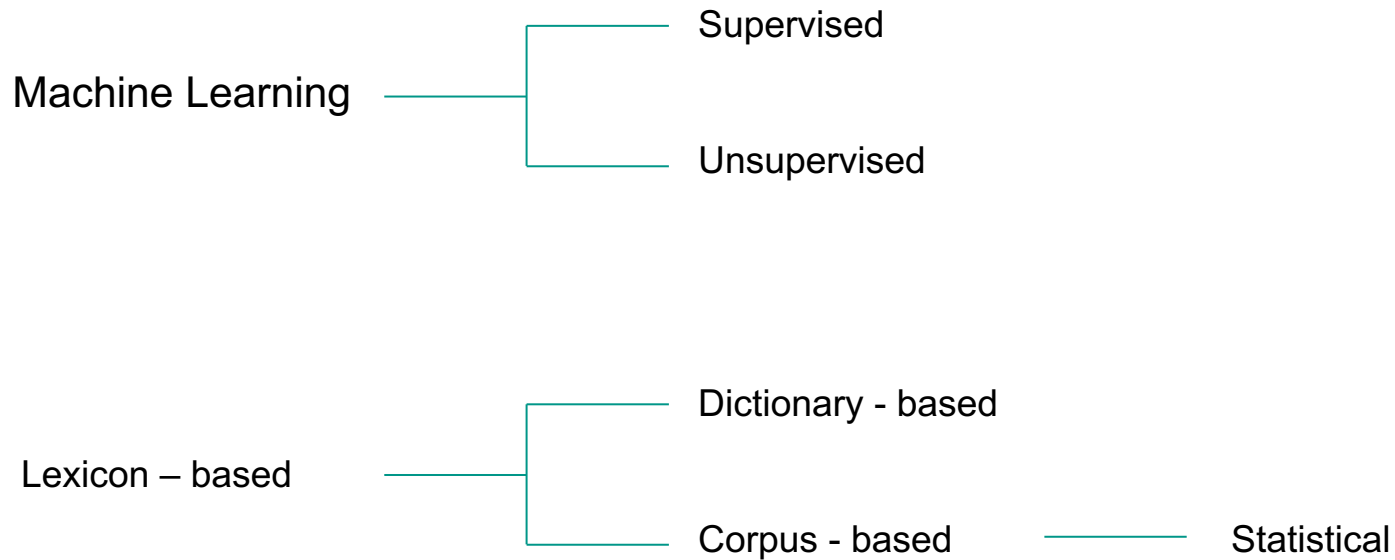 Supervised
Machine Learning
Unsupervised
Dictionary - based
Lexicon – based
Corpus - based
Statistical